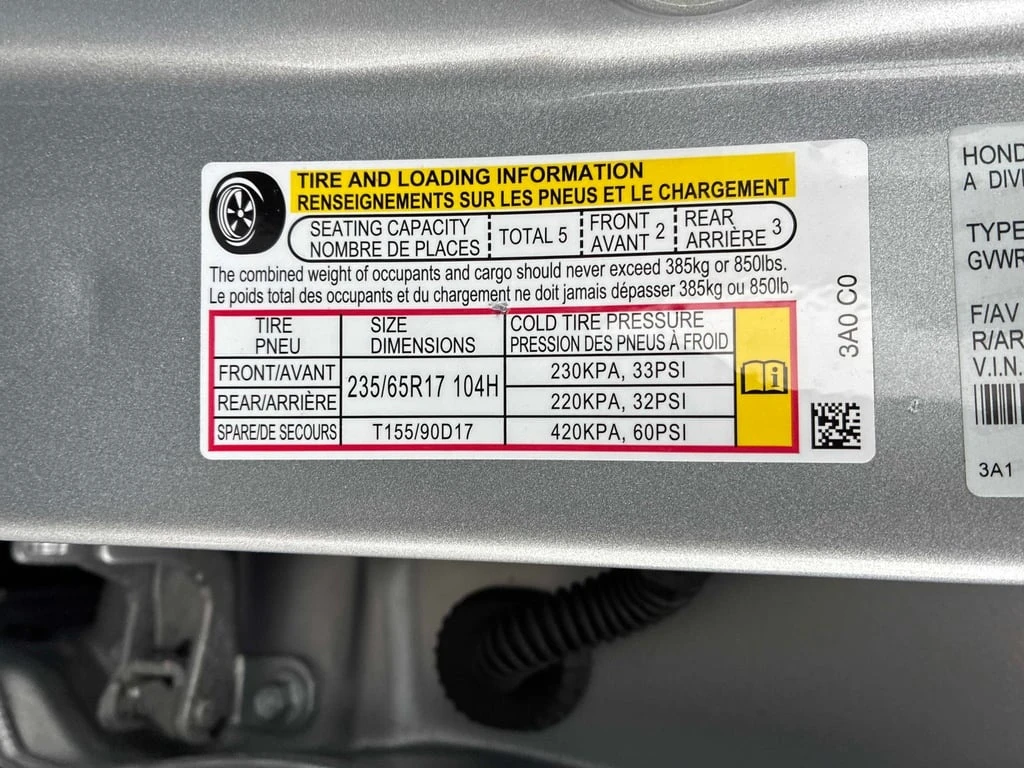 TIRE AND LOADING INFORMATION
RENSEIGNEMENTS SUR LES PNEUS ET LE CHARGEMENT
SEATING CAPACITY
NOMBRE DE PLACES
TOTAL 5
FRONT
AVANT 2
REAR
ARRIÈRE 3
The combined weight of occupants and cargo should never exceed 385kg or 850lbs.
Le poids total des occupants et du chargement ne doit jamais dépasser 385kg ou 850lb.
TIRE
PNEU
SIZE
DIMENSIONS
COLD TIRE PRESSURE
PRESSION DES PNEUS À FROID
FRONT/AVANT
235/65R17 104H
230KPA, 33PSI
REAR/ARRIÈRE
220KPA, 32PSI
SPARE/DE SECOURS
T155/90D17
420KPA, 60PSI
i
3A0 C0
HOND
A DIVI
TYPE
GVWR
F/AV
R/AR
V.I.N.
3A1